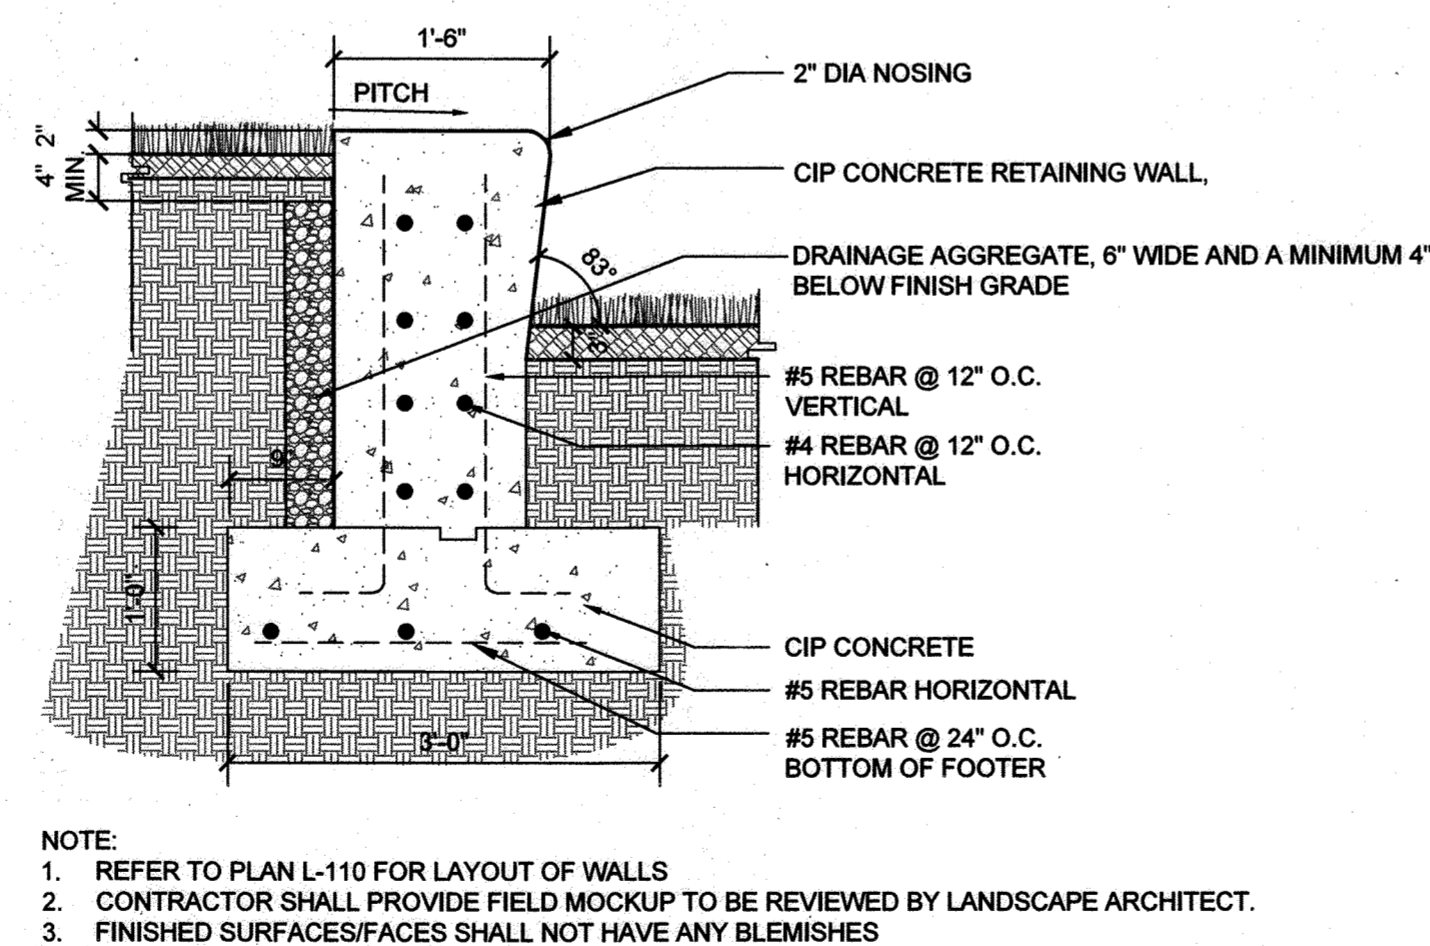 1'-6"
PITCH
2" DIA NOSING
4" 2"
MIN.
CIP CONCRETE RETAINING WALL,
83°
DRAINAGE AGGREGATE, 6" WIDE AND A MINIMUM 4"
BELOW FINISH GRADE
3"
#5 REBAR @ 12" O.C.
VERTICAL
#4 REBAR @ 12" O.C.
HORIZONTAL
9"
1'-0"
CIP CONCRETE
#5 REBAR HORIZONTAL
#5 REBAR @ 24" O.C.
BOTTOM OF FOOTER
3'-0"
NOTE:
1. REFER TO PLAN L-110 FOR LAYOUT OF WALLS
2. CONTRACTOR SHALL PROVIDE FIELD MOCKUP TO BE REVIEWED BY LANDSCAPE ARCHITECT.
3. FINISHED SURFACES/FACES SHALL NOT HAVE ANY BLEMISHES